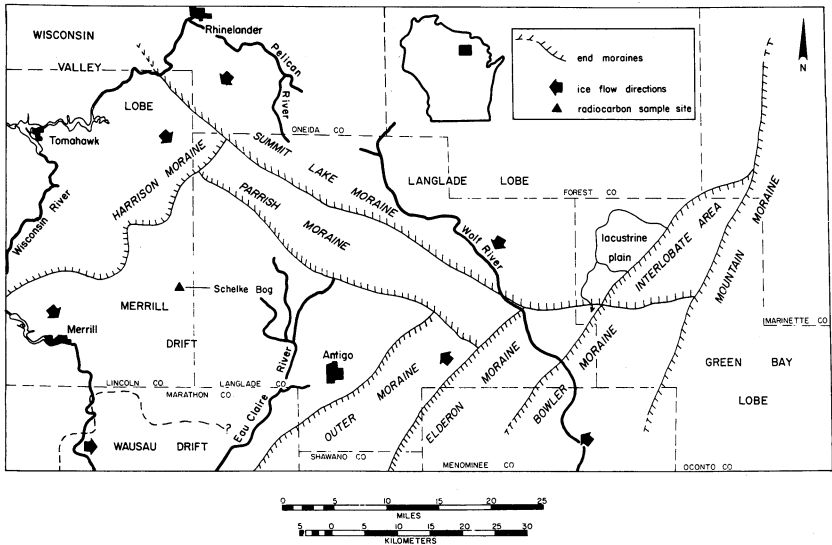 WISCONSIN
VALLEY
LOBE
Rhinelander
Pelican
River
end moraines
ice flow directions
radiocarbon sample site
N
Tomahawk
ONEIDA CO
HARRISON MORAINE
SUMMIT LAKE MORAINE
PARRISH MORAINE
LANGLADE LOBE
FOREST CO
Wisconsin River
Wolf River
lacustrine
plain
INTERLOBATE AREA
MOUNTAIN MORAINE
Schelke Bog
MERRILL
DRIFT
Merrill
MARINETTE CO
Antigo
GREEN BAY
LOBE
LINCOLN CO
LANGLADE CO
MARATHON CO
Eau Claire River
OUTER MORAINE
ELDERON MORAINE
BOWLER MORAINE
?
WAUSAU DRIFT
SHAWANO CO
MENOMINEE CO
OCONTO CO
0 5 10 15 20 25
MILES
5 0 5 10 15 20 25 30
KILOMETERS